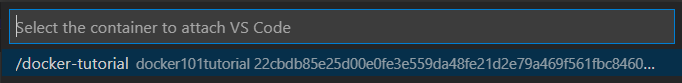 Select the container to attach VS Code
/docker-tutorial docker101tutorial 22cbdb85e25d00e0fe3e559da48fe21d2e79a469f561fbc8460...